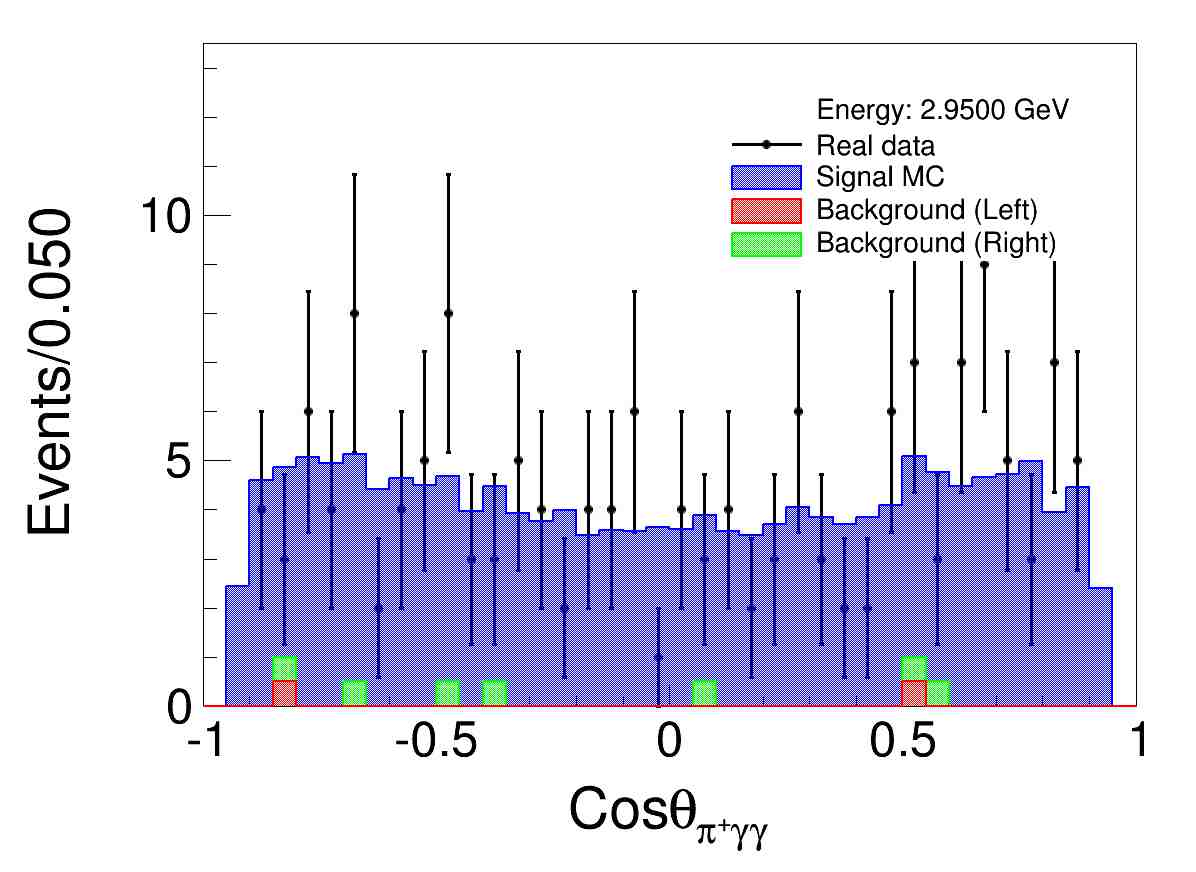 Energy: 2.9500 GeV
Real data
Signal MC
Background (Left)
Background (Right)
Events/0.050
10
5
0
-1 -0.5 0 0.5 1
Cosθπ⁺γγ